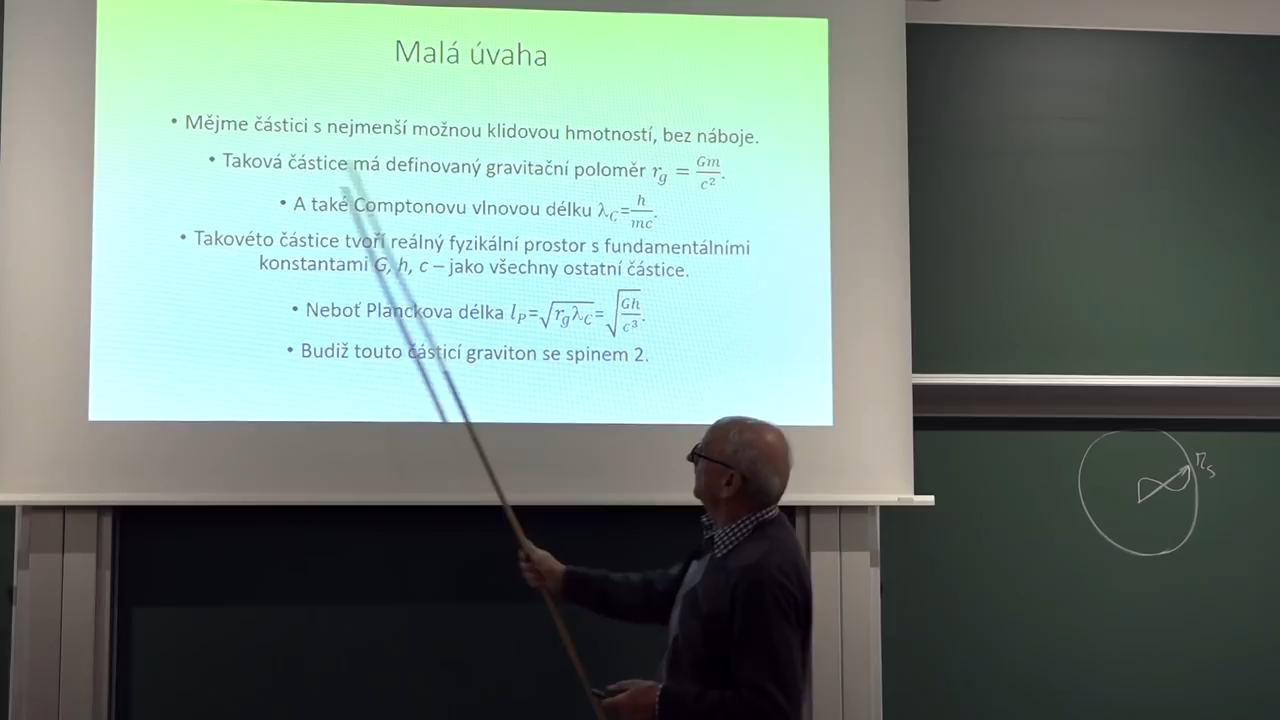 Malá úvaha
• Mějme částici s nejmenší možnou klidovou hmotností, bez náboje.
• Taková částice má definovaný gravitační poloměr r_g = Gm/c².
• A také Comptonovu vlnovou délku λ_C=h/mc.
• Takovéto částice tvoří reálný fyzikální prostor s fundamentálními
konstantami G, h, c – jako všechny ostatní částice.
• Neboť Planckova délka l_P=√(r_gλ_C)=√(Gh/c³).
• Budiž touto částicí graviton se spinem 2.
r_s